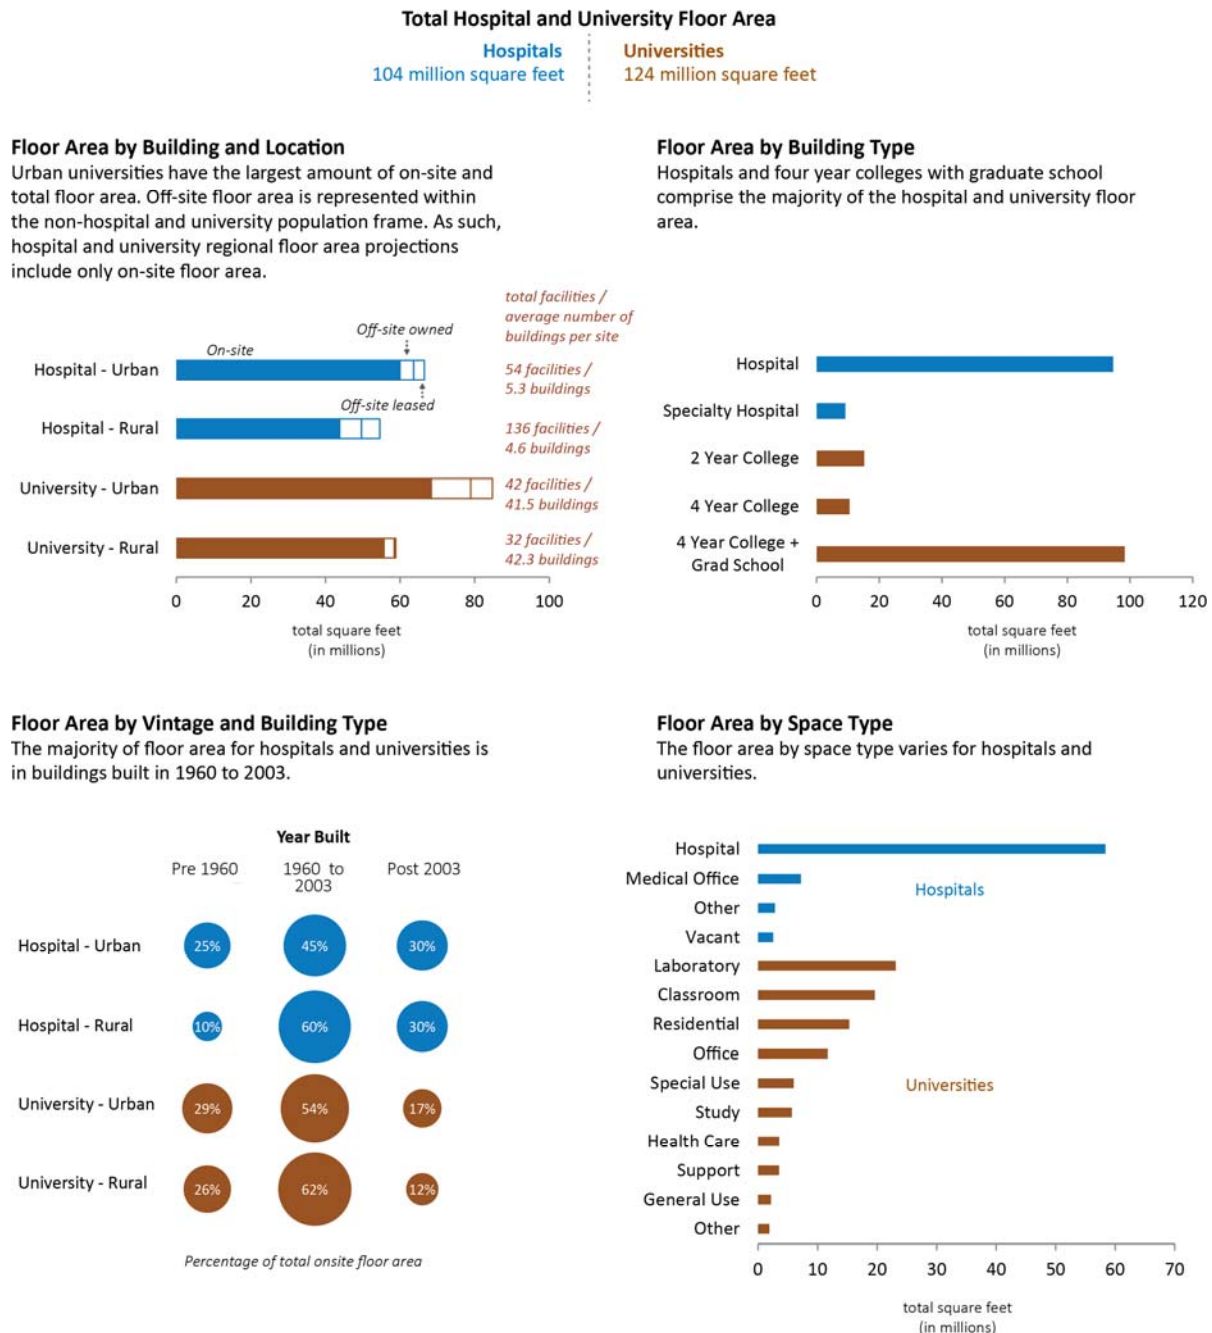 Total Hospital and University Floor Area
Hospitals
104 million square feet
Universities
124 million square feet
Floor Area by Building and Location
Urban universities have the largest amount of on-site and
total floor area. Off-site floor area is represented within
the non-hospital and university population frame. As such,
hospital and university regional floor area projections
include only on-site floor area.
total facilities /
average number of
buildings per site
Off-site owned
On-site
Hospital - Urban
54 facilities /
5.3 buildings
Off-site leased
Hospital - Rural
136 facilities /
4.6 buildings
University - Urban
42 facilities /
41.5 buildings
University - Rural
32 facilities /
42.3 buildings
0 20 40 60 80 100
total square feet
(in millions)
Floor Area by Building Type
Hospitals and four year colleges with graduate school
comprise the majority of the hospital and university floor
area.
Hospital
Specialty Hospital
2 Year College
4 Year College
4 Year College +
Grad School
0 20 40 60 80 100 120
total square feet
(in millions)
Floor Area by Vintage and Building Type
The majority of floor area for hospitals and universities is
in buildings built in 1960 to 2003.
Year Built
Pre 1960 1960 to 2003 Post 2003
Hospital - Urban 25% 45% 30%
Hospital - Rural 10% 60% 30%
University - Urban 29% 54% 17%
University - Rural 26% 62% 12%
Percentage of total onsite floor area
Floor Area by Space Type
The floor area by space type varies for hospitals and
universities.
Hospital
Medical Office
Hospitals
Other
Vacant
Laboratory
Classroom
Residential
Office
Special Use
Universities
Study
Health Care
Support
General Use
Other
0 10 20 30 40 50 60 70
total square feet
(in millions)